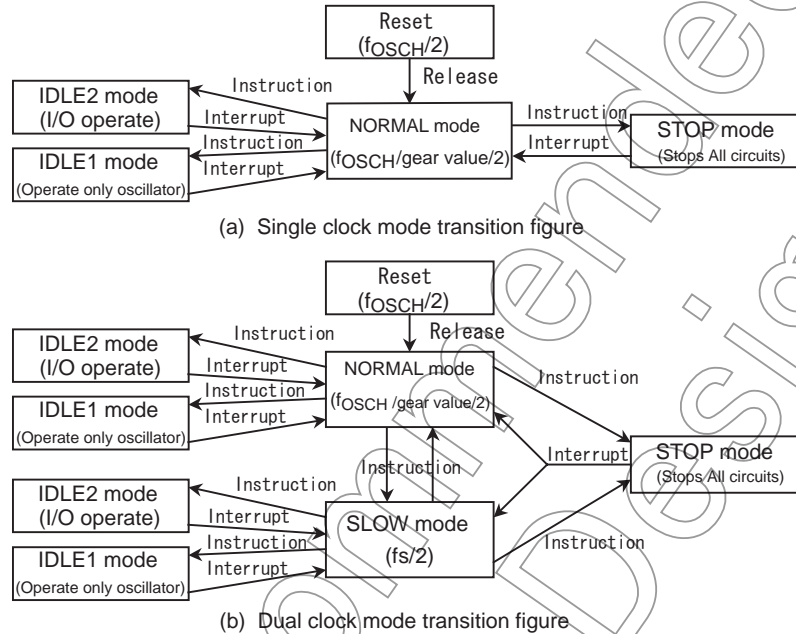 Reset
(fOSCH/2)
Release
Instruction
IDLE2 mode
(I/O operate)
Interrupt
Instruction
IDLE1 mode
(Operate only oscillator)
Interrupt
NORMAL mode
(fOSCH/gear value/2)
Instruction
Interrupt
STOP mode
(Stops All circuits)
(a) Single clock mode transition figure
Reset
(fOSCH/2)
Release
Instruction
IDLE2 mode
(I/O operate)
Interrupt
Instruction
IDLE1 mode
(Operate only oscillator)
Interrupt
NORMAL mode
(fOSCH /gear value/2)
Instruction
Instruction
Interrupt
STOP mode
(Stops All circuits)
IDLE2 mode
(I/O operate)
Instruction
Interrupt
Instruction
IDLE1 mode
(Operate only oscillator)
Interrupt
SLOW mode
(fs/2)
Instruction
(b) Dual clock mode transition figure